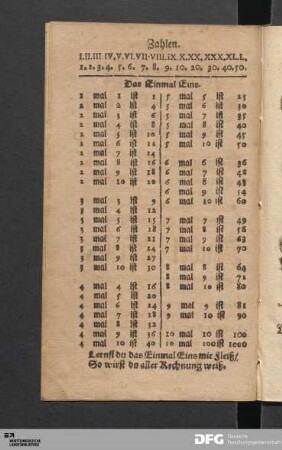 Zahlen.
I.II.III.IV.V.VI.VII.VIII.IX.X.XX.XXX.XL.L.
1. 2. 3. 4. 5. 6. 7. 8. 9. 10. 20. 30. 40. 50.
Das Einmal Eins.
1 mal 1 ist 1 5 mal 5 ist 25
2 mal 2 ist 4 5 mal 6 ist 30
2 mal 3 ist 6 5 mal 7 ist 35
2 mal 4 ist 8 5 mal 8 ist 40
2 mal 5 ist 10 5 mal 9 ist 45
2 mal 6 ist 12 5 mal 10 ist 50
2 mal 7 ist 14
2 mal 8 ist 16 6 mal 6 ist 36
2 mal 9 ist 18 6 mal 7 ist 42
2 mal 10 ist 20 6 mal 8 ist 48
6 mal 9 ist 54
3 mal 3 ist 9 6 mal 10 ist 60
3 mal 4 ist 12
3 mal 5 ist 15 7 mal 7 ist 49
3 mal 6 ist 18 7 mal 8 ist 56
3 mal 7 ist 21 7 mal 9 ist 63
3 mal 8 ist 24 7 mal 10 ist 70
3 mal 9 ist 27
3 mal 10 ist 30 8 mal 8 ist 64
8 mal 9 ist 72
4 mal 4 ist 16 8 mal 10 ist 80
4 mal 5 ist 20
4 mal 6 ist 24 9 mal 9 ist 81
4 mal 7 ist 28 9 mal 10 ist 90
4 mal 8 ist 32
4 mal 9 ist 36 10 mal 10 ist 100
4 mal 10 ist 40 10 mal 100 ist 1000
Lernst du das Einmal Eins mit Fleiß/
So wirst du aller Rechnung weiß.
DFG Deutsche
Forschungsgemeinschaft